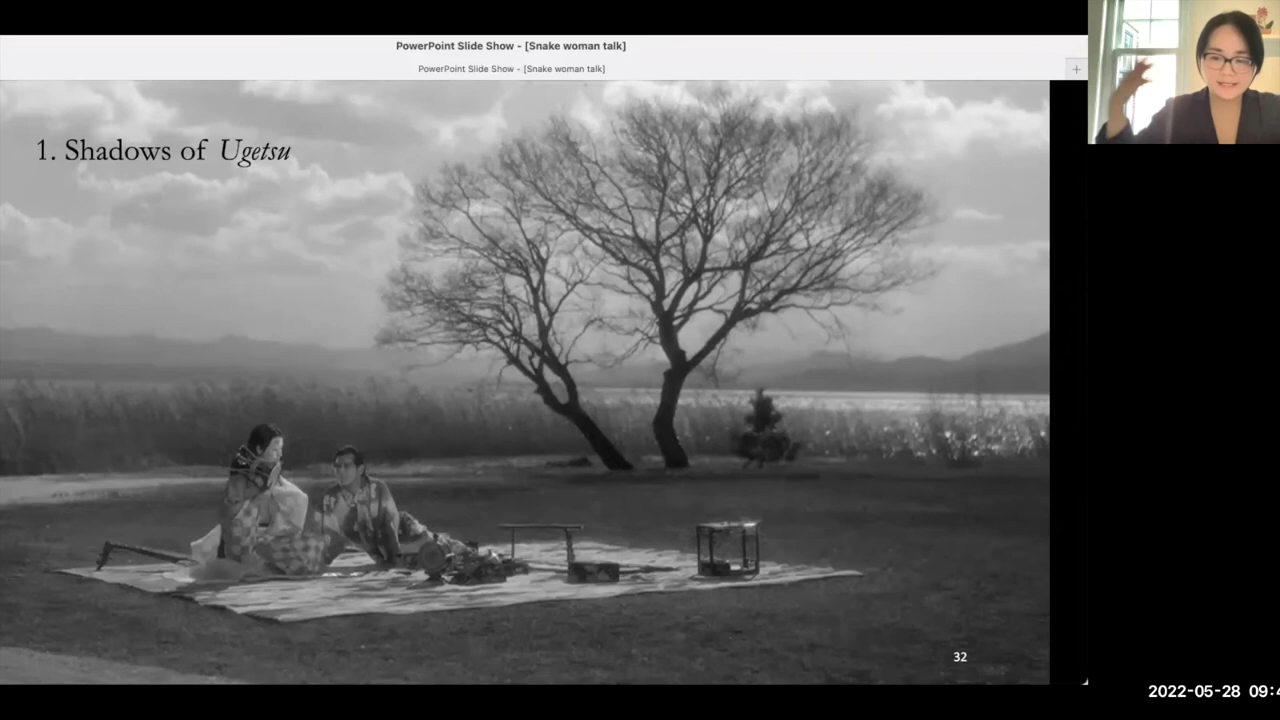 PowerPoint Slide Show - [Snake woman talk]
PowerPoint Slide Show - [Snake woman talk]
+
1. Shadows of Ugetsu
32
2022-05-28 09:4